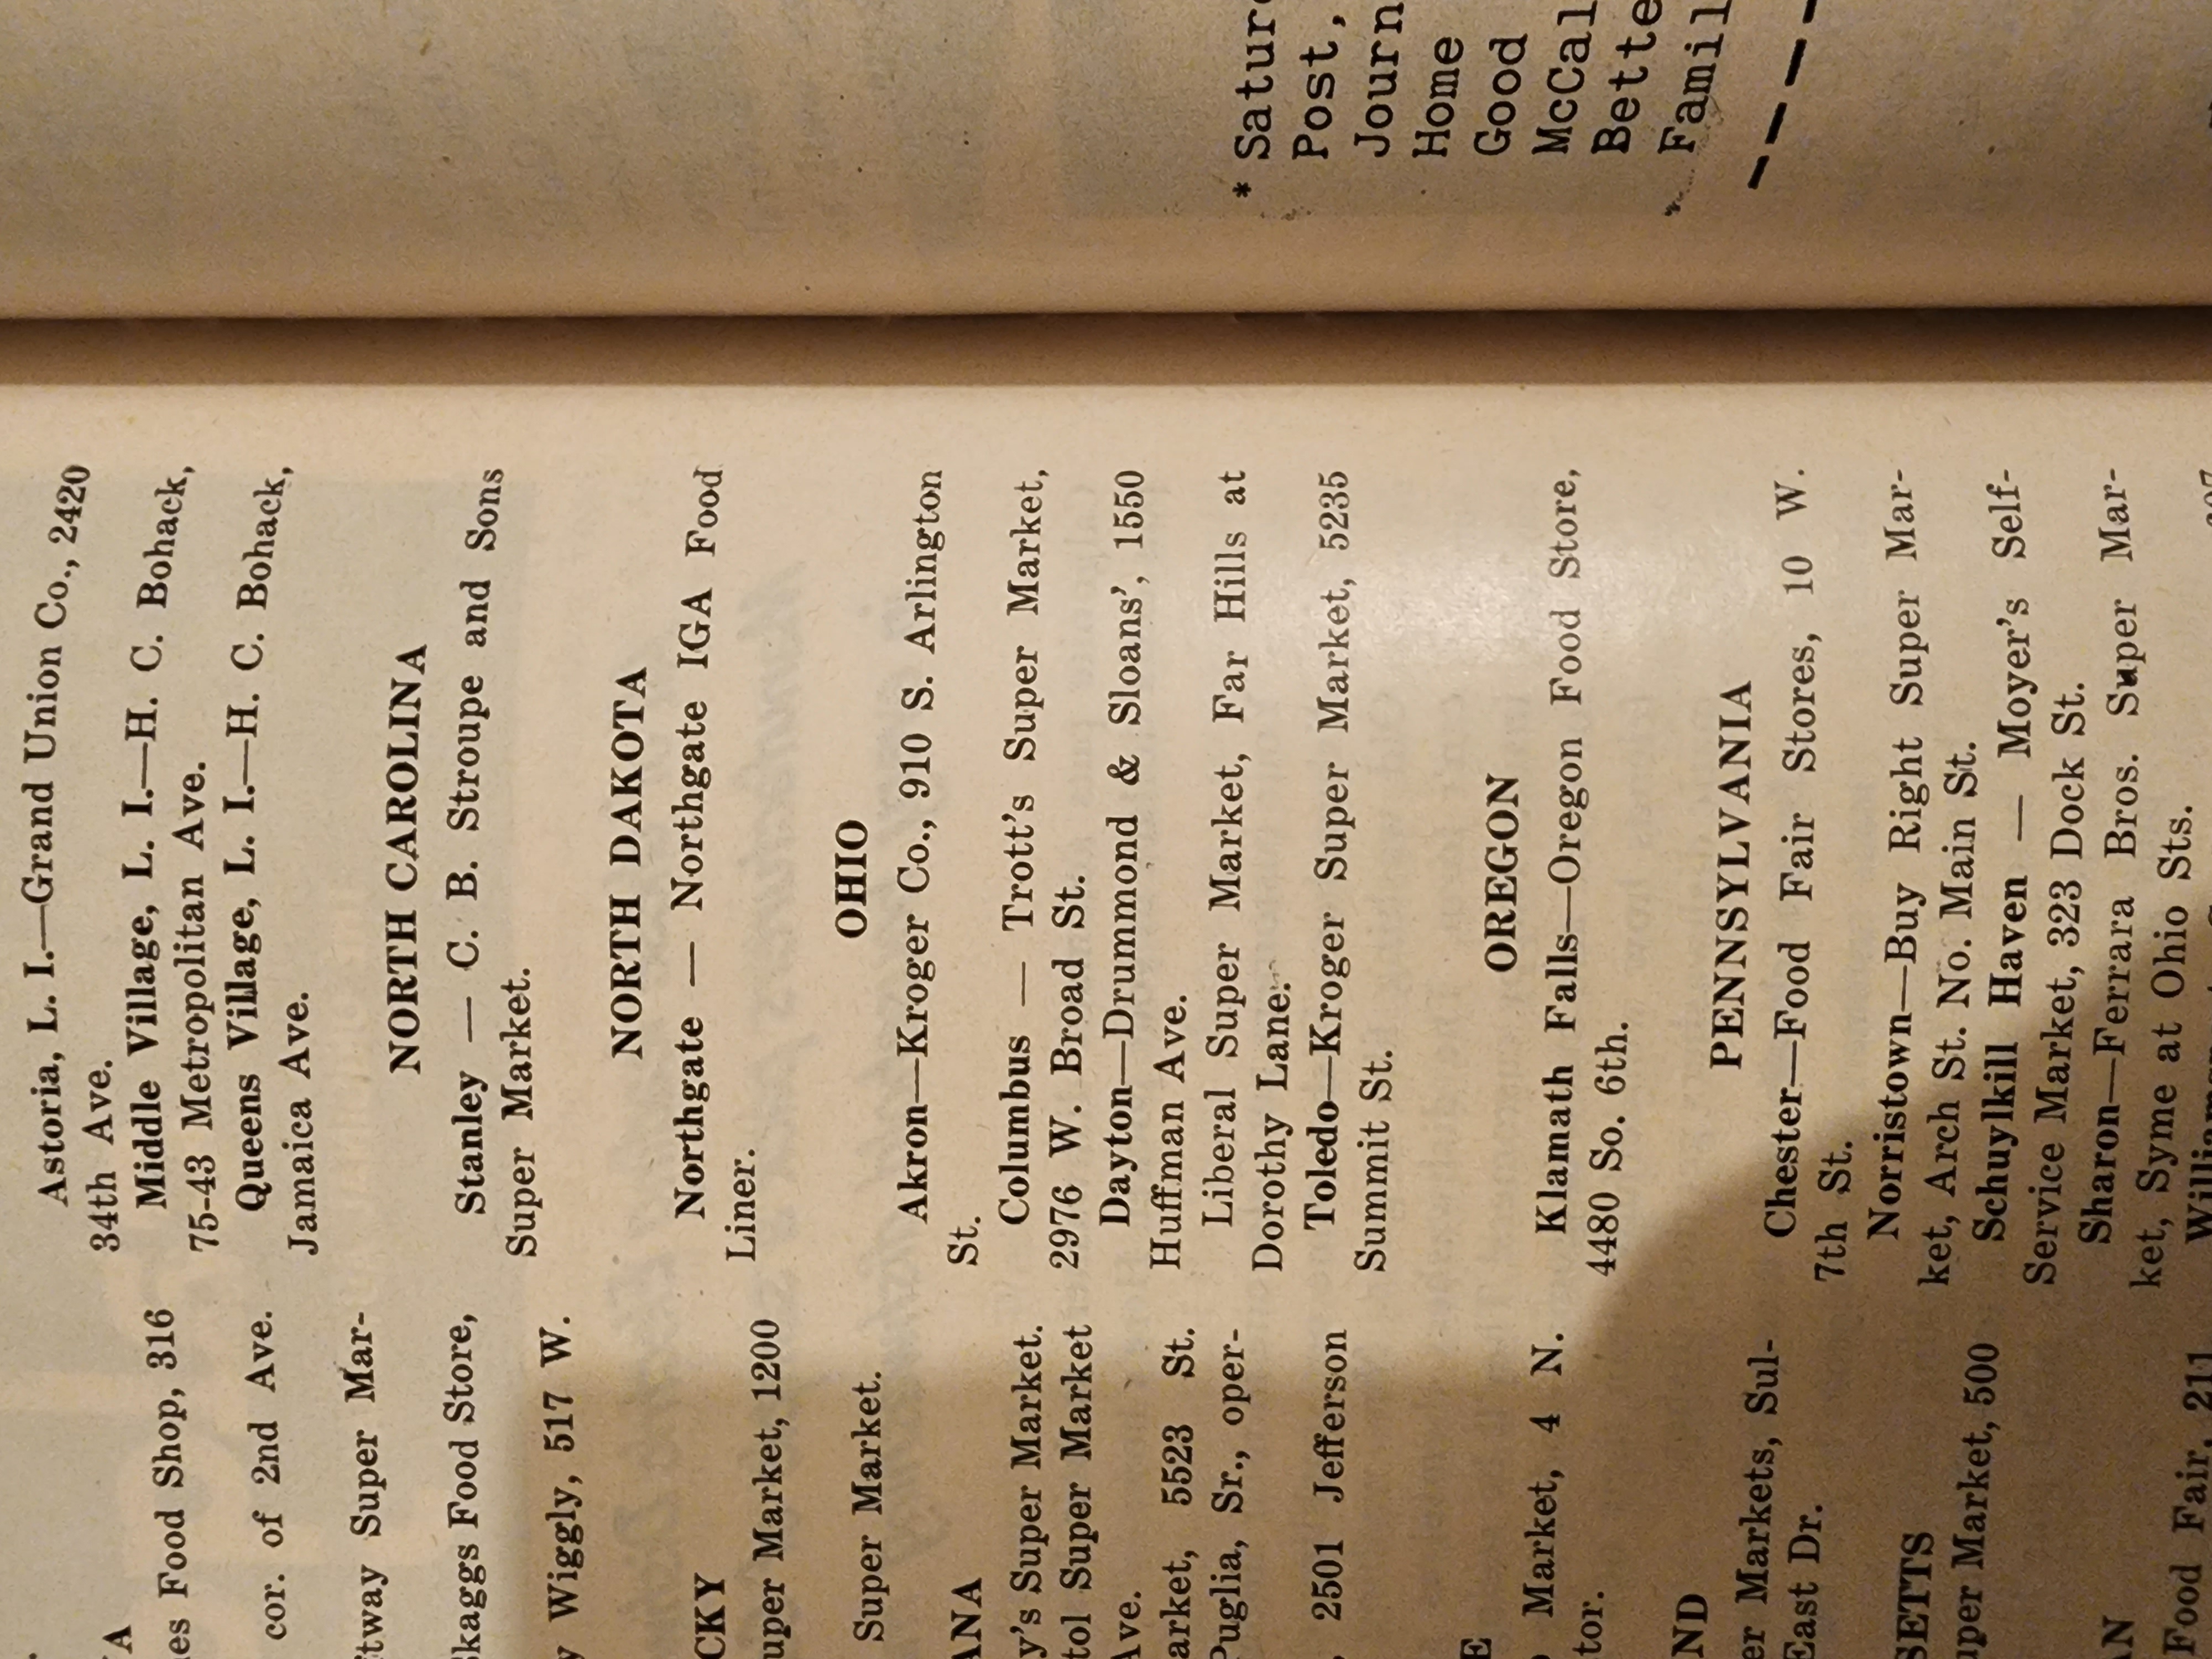 es Food Shop, 316
cor. of 2nd Ave.
tway Super Mar-
Skaggs Food Store,
Wiggly, 517 W.
CKY
uper Market, 1200
Super Market.
ANA
y's Super Market.
tol Super Market
Ave.
arket, 5523 St.
Puglia, Sr., oper-
2501 Jefferson
Market, 4 N.
tor.
ND
er Markets, Sul-
East Dr.
SETTS
uper Market, 500
AN
Food Fair, 211
Astoria, L. I.—Grand Union Co., 2420
34th Ave.
Middle Village, L. I.—H. C. Bohack,
75-43 Metropolitan Ave.
Queens Village, L. I.—H. C. Bohack,
Jamaica Ave.
NORTH CAROLINA
Stanley — C. B. Stroupe and Sons
Super Market.
NORTH DAKOTA
Northgate — Northgate IGA Food
Liner.
OHIO
Akron—Kroger Co., 910 S. Arlington
St.
Columbus — Trott's Super Market,
2976 W. Broad St.
Dayton—Drummond & Sloans', 1550
Huffman Ave.
Liberal Super Market, Far Hills at
Dorothy Lane.
Toledo—Kroger Super Market, 5235
Summit St.
OREGON
Klamath Falls—Oregon Food Store,
4480 So. 6th.
PENNSYLVANIA
Chester—Food Fair Stores, 10 W.
7th St.
Norristown—Buy Right Super Mar-
ket, Arch St. No. Main St.
Schuylkill Haven — Moyer's Self-
Service Market, 323 Dock St.
Sharon—Ferrara Bros. Super Mar-
ket, Syme at Ohio Sts.
* Satur
Post,
Journ
Home
Good
McCal
Bette
Famil